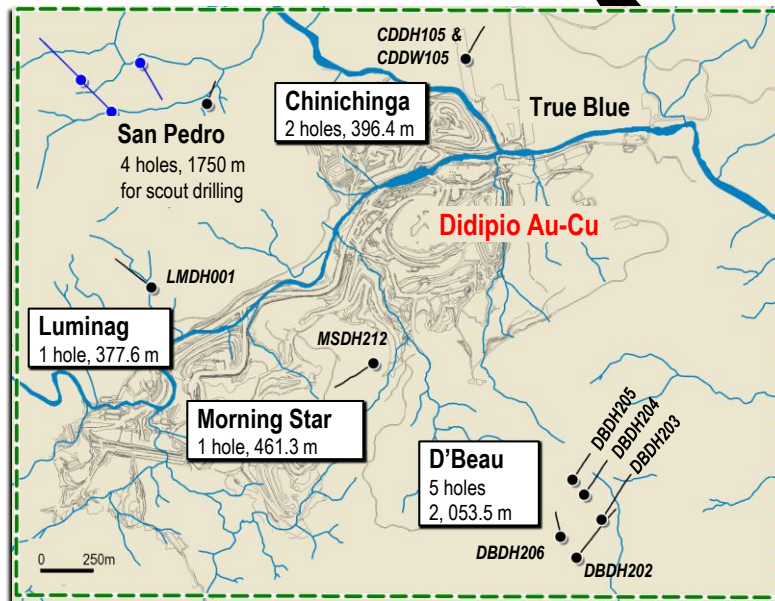 CDDH105 &
CDDW105
Chinichinga
2 holes, 396.4 m
True Blue
San Pedro
4 holes, 1750 m
for scout drilling
Didipio Au-Cu
LMDH001
Luminag
1 hole, 377.6 m
MSDH212
Morning Star
1 hole, 461.3 m
DBDH205
DBDH204
DBDH203
D'Beau
5 holes
2, 053.5 m
DBDH206
DBDH202
0 250m